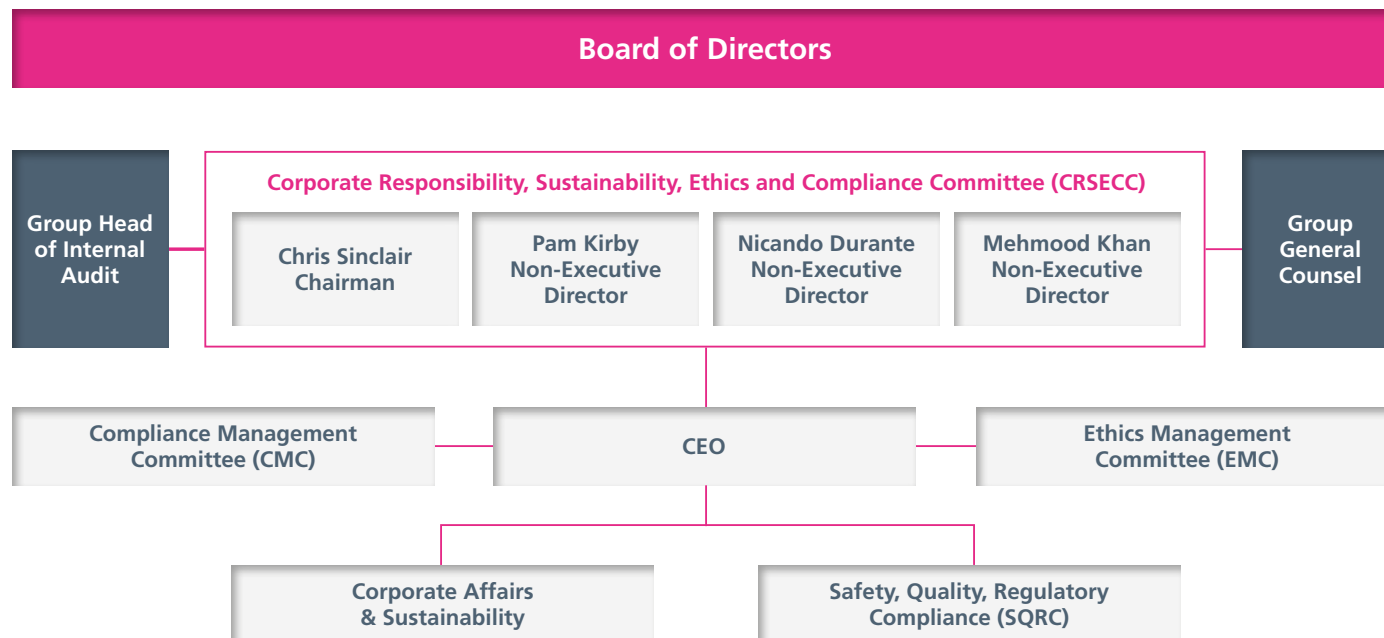 Board of Directors
Group Head
of Internal
Audit
Corporate Responsibility, Sustainability, Ethics and Compliance Committee (CRSECC)
Chris Sinclair
Chairman
Pam Kirby
Non-Executive
Director
Nicando Durante
Non-Executive
Director
Mehmood Khan
Non-Executive
Director
Group
General
Counsel
Compliance Management
Committee (CMC)
CEO
Ethics Management
Committee (EMC)
Corporate Affairs
& Sustainability
Safety, Quality, Regulatory
Compliance (SQRC)